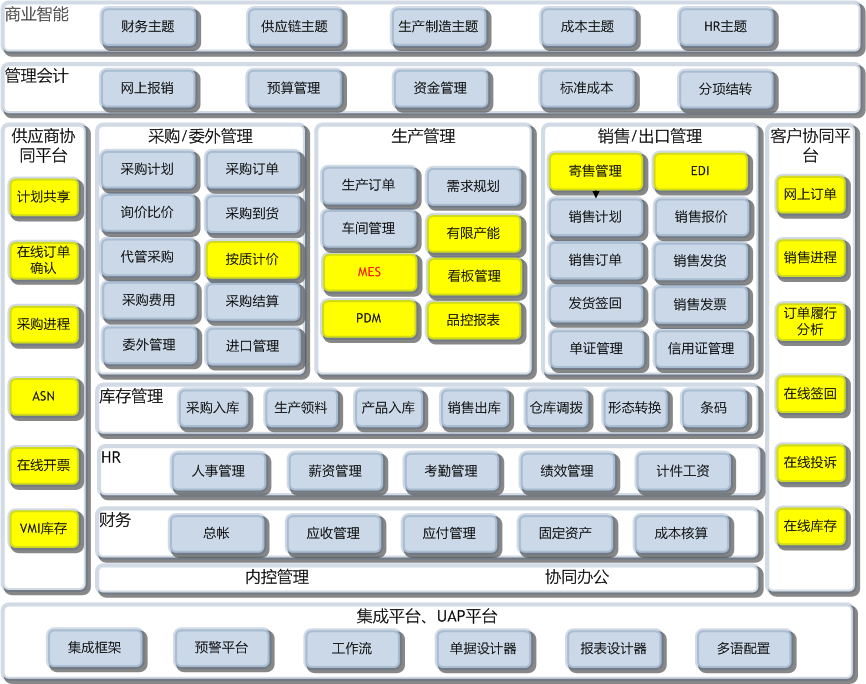 商业智能
财务主题
供应链主题
生产制造主题
成本主题
HR主题
管理会计
网上报销
预算管理
资金管理
标准成本
分项结转
供应商协
同平台
计划共享
在线订单
确认
采购进程
ASN
在线开票
VMI库存
采购/委外管理
采购计划
采购订单
询价比价
采购到货
代管采购
按质计价
采购费用
采购结算
委外管理
进口管理
生产管理
生产订单
需求规划
车间管理
有限产能
MES
看板管理
PDM
品控报表
销售/出口管理
寄售管理
EDI
销售计划
销售报价
销售订单
销售发货
发货签回
销售发票
单证管理
信用证管理
客户协同平
台
网上订单
销售进程
订单履行
分析
在线签回
在线投诉
在线库存
库存管理
采购入库
生产领料
产品入库
销售出库
仓库调拨
形态转换
条码
HR
人事管理
薪资管理
考勤管理
绩效管理
计件工资
财务
总帐
应收管理
应付管理
固定资产
成本核算
内控管理
协同办公
集成平台、UAP平台
集成框架
预警平台
工作流
单据设计器
报表设计器
多语配置